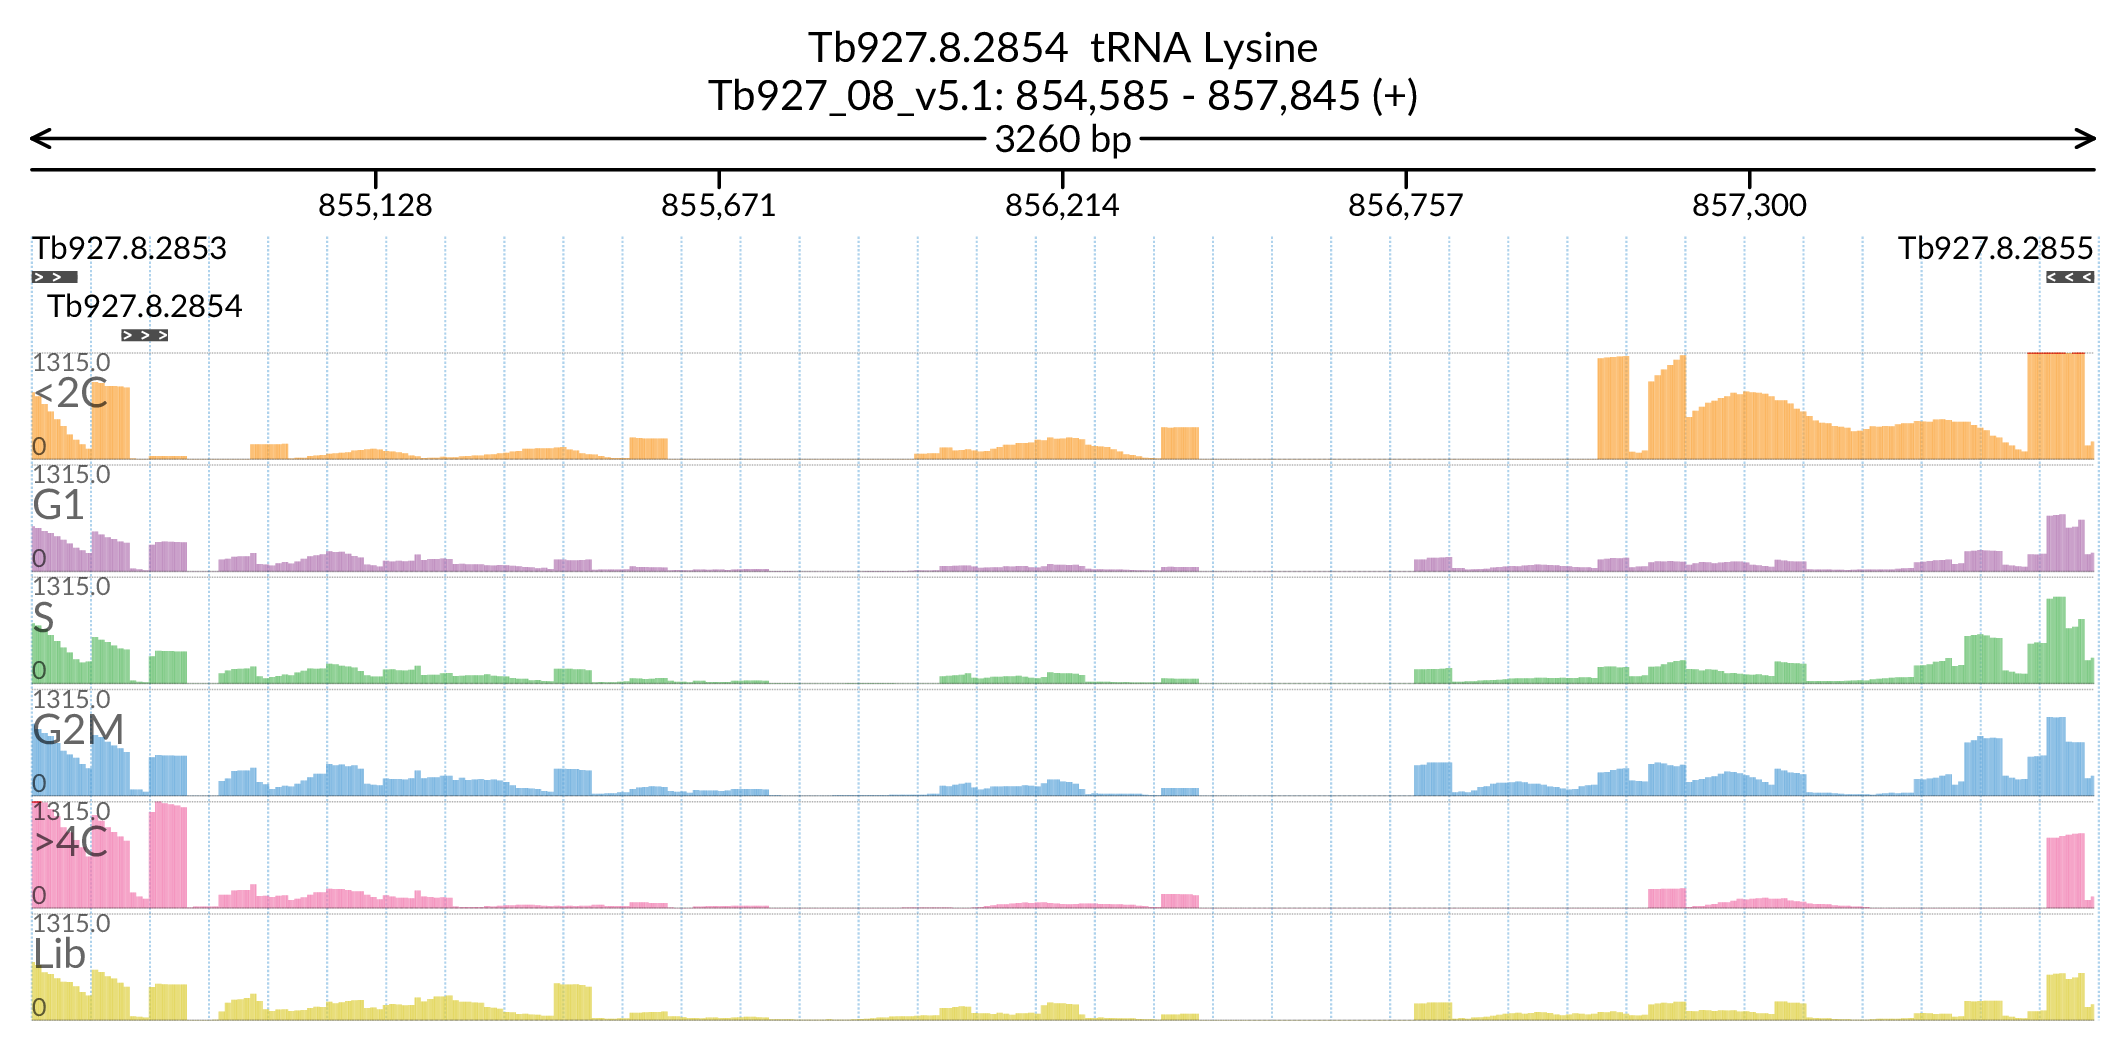 Tb927.8.2854 tRNA Lysine
Tb927_08_v5.1: 854,585 - 857,845 (+)
3260 bp
855,128 855,671 856,214 856,757 857,300
Tb927.8.2853 Tb927.8.2855
Tb927.8.2854
1315.0
<2C
0
1315.0
G1
0
1315.0
S
0
1315.0
G2M
0
1315.0
>4C
0
1315.0
Lib
0